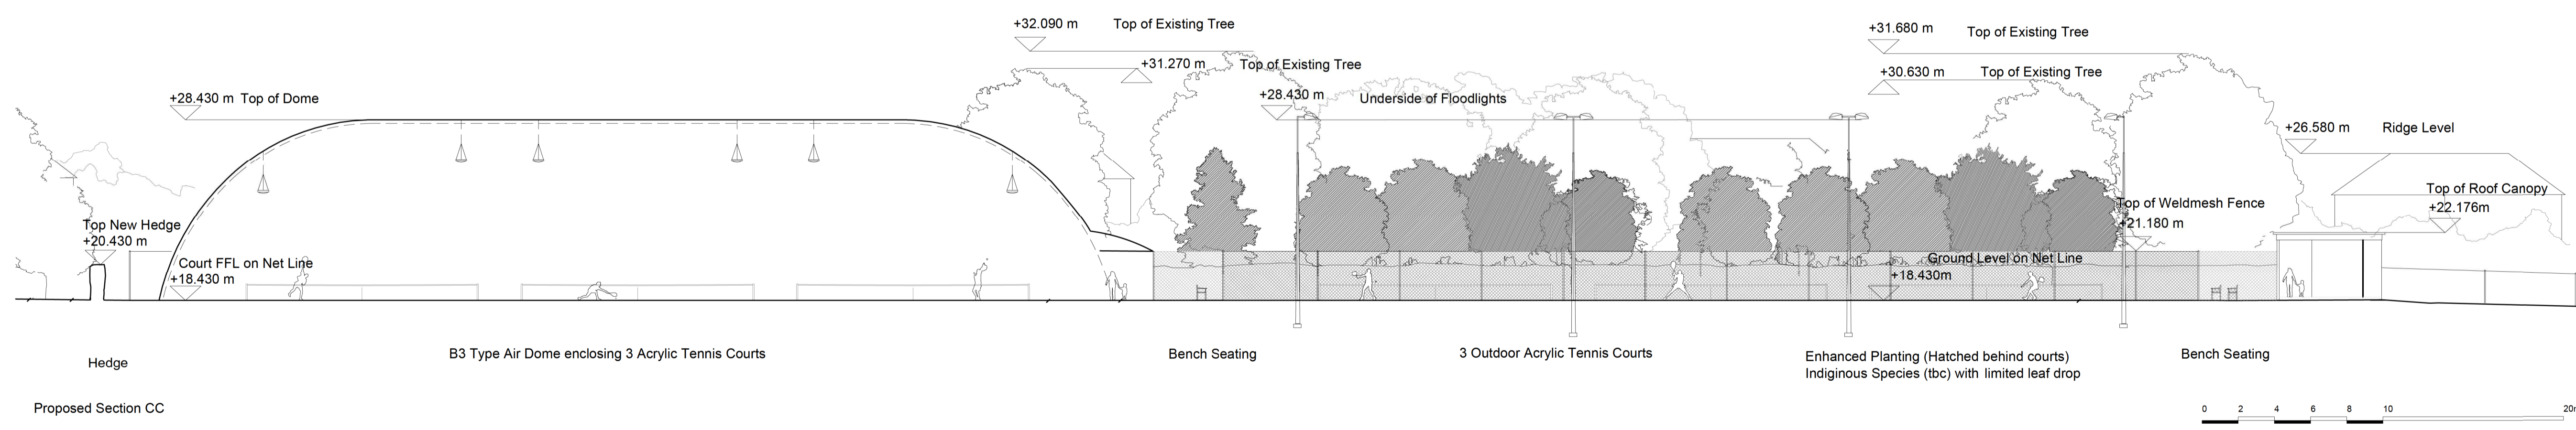 +32.090 m Top of Existing Tree
+31.270 m Top of Existing Tree
+31.680 m Top of Existing Tree
+30.630 m Top of Existing Tree
+28.430 m Top of Dome
+28.430 m Underside of Floodlights
+26.580 m Ridge Level
Top of Roof Canopy
+22.176m
Top of Weldmesh Fence
+21.180 m
Top New Hedge
+20.430 m
Court FFL on Net Line
+18.430 m
Ground Level on Net Line
+18.430m
Hedge
B3 Type Air Dome enclosing 3 Acrylic Tennis Courts
Bench Seating
3 Outdoor Acrylic Tennis Courts
Enhanced Planting (Hatched behind courts)
Indiginous Species (tbc) with limited leaf drop
Bench Seating
Proposed Section CC
0 2 4 6 8 10 20m